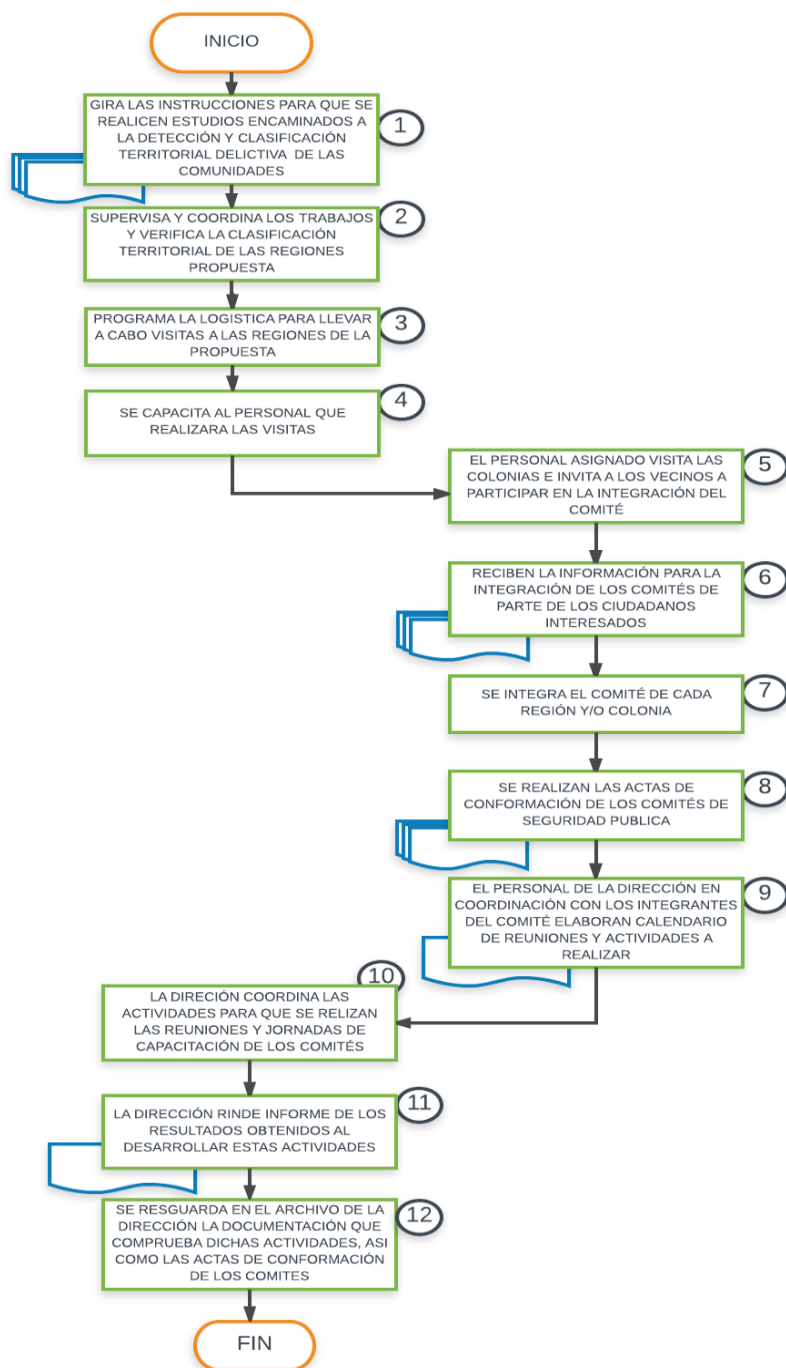 INICIO
GIRA LAS INSTRUCCIONES PARA QUE SE
REALICEN ESTUDIOS ENCAMINADOS A
LA DETECCIÓN Y CLASIFICACIÓN
TERRITORIAL DELICTIVA DE LAS
COMUNIDADES
1
SUPERVISA Y COORDINA LOS TRABAJOS
Y VERIFICA LA CLASIFICACIÓN
TERRITORIAL DE LAS REGIONES
PROPUESTA
2
PROGRAMA LA LOGISTICA PARA LLEVAR
A CABO VISITAS A LAS REGIONES DE LA
PROPUESTA
3
SE CAPACITA AL PERSONAL QUE
REALIZARA LAS VISITAS
4
EL PERSONAL ASIGNADO VISITA LAS
COLONIAS E INVITA A LOS VECINOS A
PARTICIPAR EN LA INTEGRACIÓN DEL
COMITÉ
5
RECIBEN LA INFORMACIÓN PARA LA
INTEGRACIÓN DE LOS COMITÉS DE
PARTE DE LOS CIUDADANOS
INTERESADOS
6
SE INTEGRA EL COMITÉ DE CADA
REGIÓN Y/O COLONIA
7
SE REALIZAN LAS ACTAS DE
CONFORMACIÓN DE LOS COMITÉS DE
SEGURIDAD PUBLICA
8
EL PERSONAL DE LA DIRECCIÓN EN
COORDINACIÓN CON LOS INTEGRANTES
DEL COMITÉ ELABORAN CALENDARIO
DE REUNIONES Y ACTIVIDADES A
REALIZAR
9
LA DIRECIÓN COORDINA LAS
ACTIVIDADES PARA QUE SE RELIZAN
LAS REUNIONES Y JORNADAS DE
CAPACITACIÓN DE LOS COMITÉS
10
LA DIRECCIÓN RINDE INFORME DE LOS
RESULTADOS OBTENIDOS AL
DESARROLLAR ESTAS ACTIVIDADES
11
SE RESGUARDA EN EL ARCHIVO DE LA
DIRECCIÓN LA DOCUMENTACIÓN QUE
COMPRUEBA DICHAS ACTIVIDADES, ASI
COMO LAS ACTAS DE CONFORMACIÓN
DE LOS COMITES
12
FIN